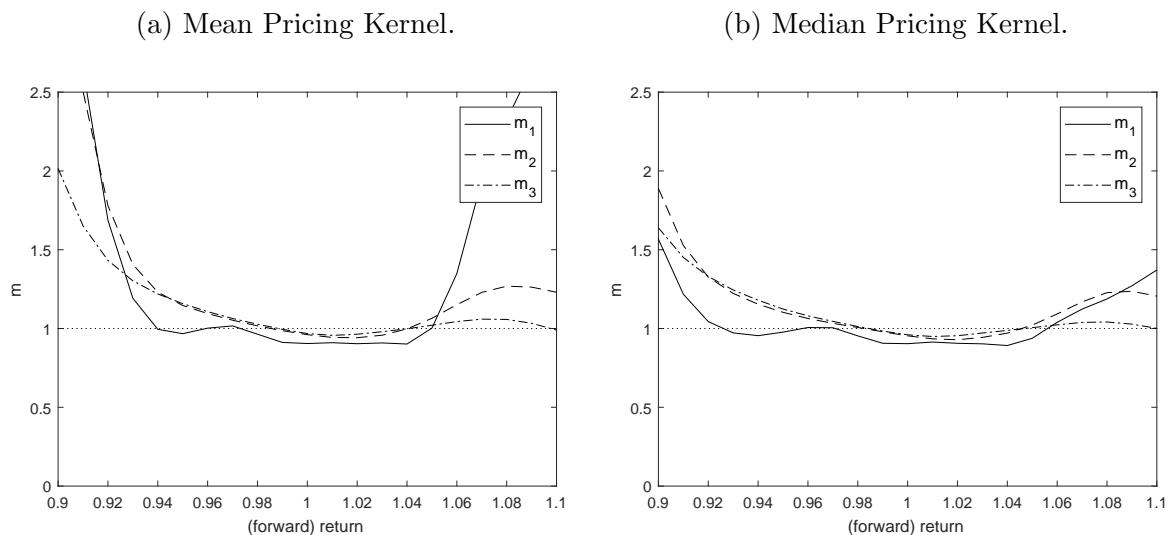 (a) Mean Pricing Kernel.
2.5
2
1.5
1
0.5
0
m
0.9 0.92 0.94 0.96 0.98 1 1.02 1.04 1.06 1.08 1.1
(forward) return
m1
m2
m3
(b) Median Pricing Kernel.
2.5
2
1.5
1
0.5
0
m
0.9 0.92 0.94 0.96 0.98 1 1.02 1.04 1.06 1.08 1.1
(forward) return
m1
m2
m3